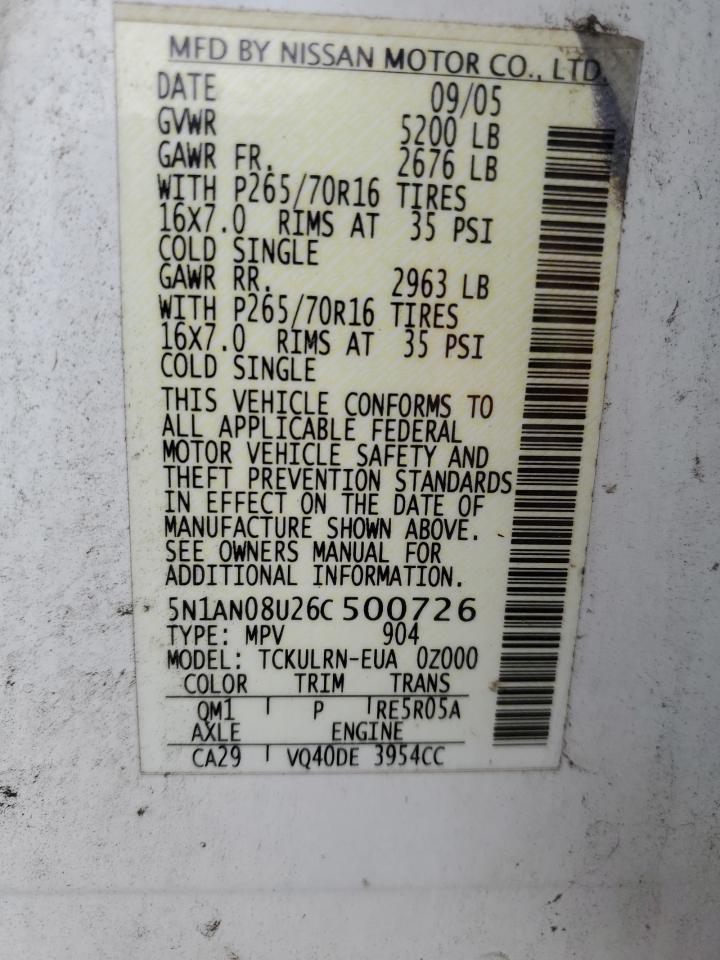 MFD BY NISSAN MOTOR CO., LTD.
DATE 09/05
GVWR 5200 LB
GAWR FR. 2676 LB
WITH P265/70R16 TIRES
16X7.0 RIMS AT 35 PSI
COLD SINGLE
GAWR RR. 2963 LB
WITH P265/70R16 TIRES
16X7.0 RIMS AT 35 PSI
COLD SINGLE
THIS VEHICLE CONFORMS TO
ALL APPLICABLE FEDERAL
MOTOR VEHICLE SAFETY AND
THEFT PREVENTION STANDARDS
IN EFFECT ON THE DATE OF
MANUFACTURE SHOWN ABOVE.
SEE OWNERS MANUAL FOR
ADDITIONAL INFORMATION.
5N1AN08U26C500726
TYPE: MPV 904
MODEL: TCKULRN-EUA 0Z000
COLOR TRIM TRANS
QM1 P RE5R05A
AXLE ENGINE
CA29 VQ40DE 3954CC